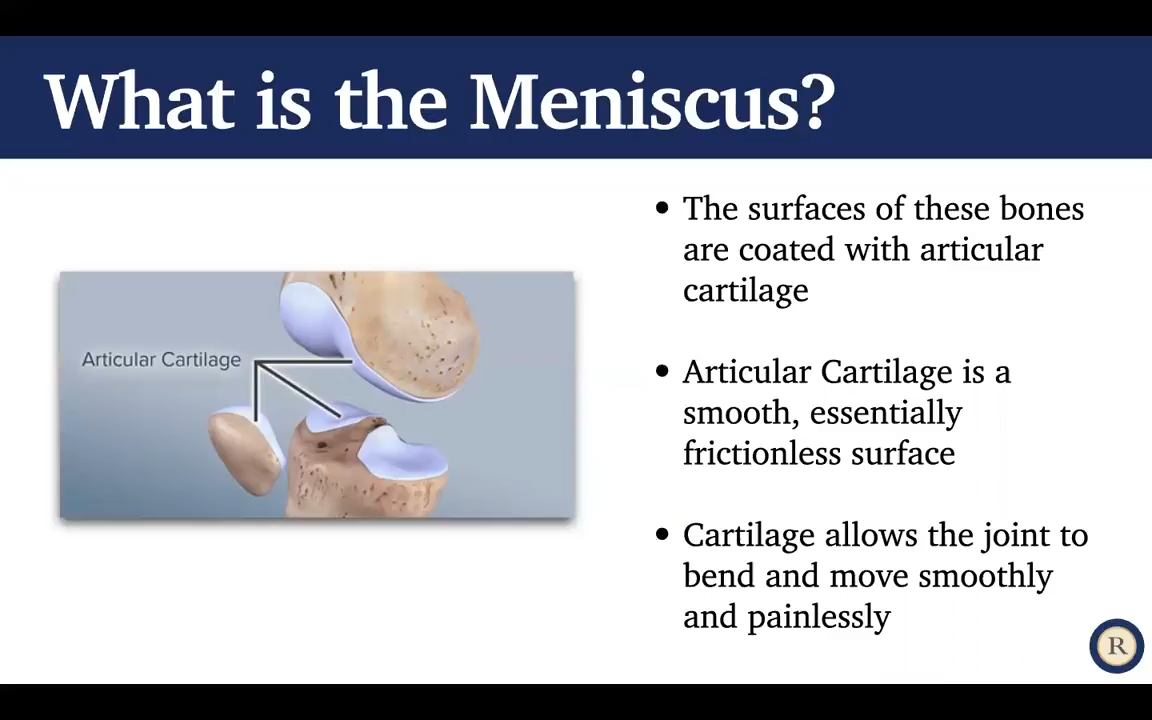 What is the Meniscus?
Articular Cartilage
• The surfaces of these bones
are coated with articular
cartilage
• Articular Cartilage is a
smooth, essentially
frictionless surface
• Cartilage allows the joint to
bend and move smoothly
and painlessly
R